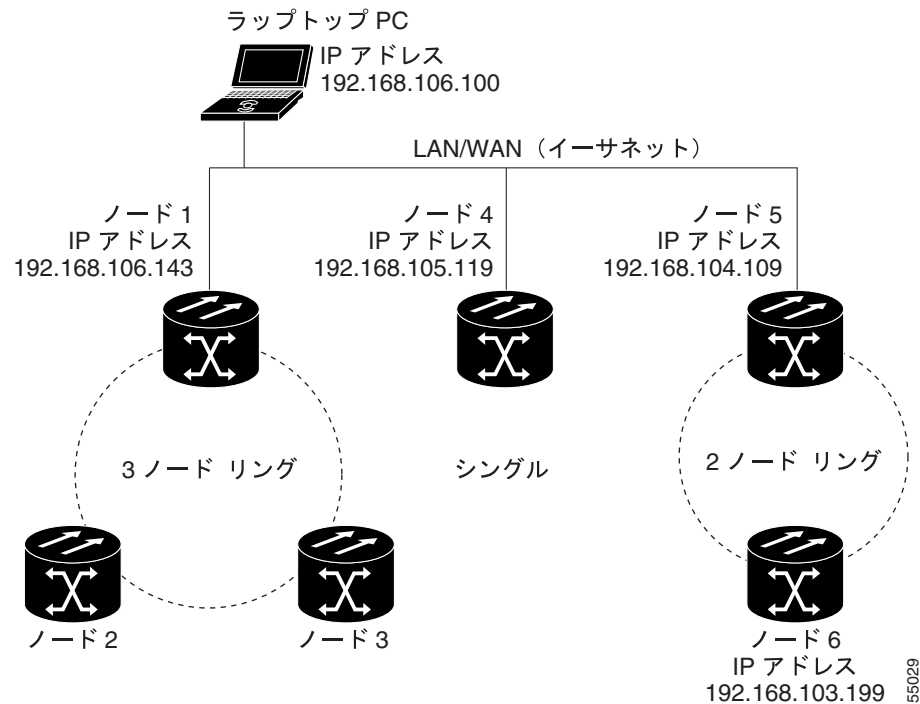 ラップトップ PC
IP アドレス
192.168.106.100
LAN/WAN（イーサネット）
ノード 1
IP アドレス
192.168.106.143
ノード 4
IP アドレス
192.168.105.119
ノード 5
IP アドレス
192.168.104.109
3 ノード リング
シングル
2 ノード リング
ノード 2
ノード 3
ノード 6
IP アドレス
192.168.103.199
55029